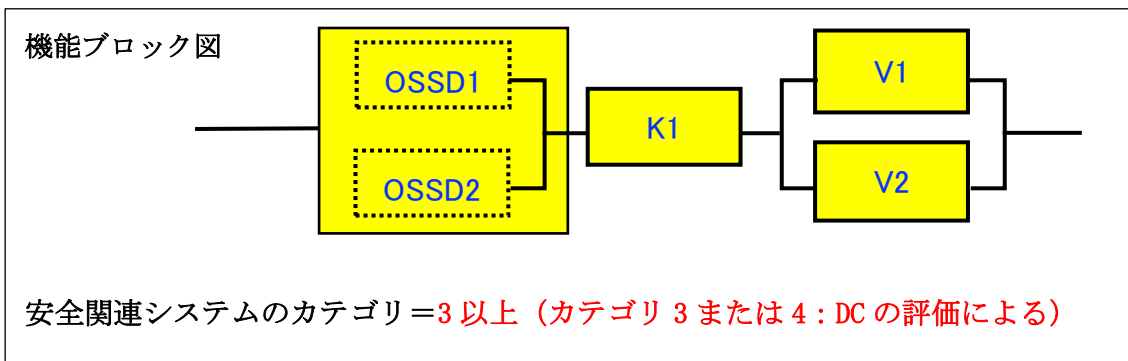 機能ブロック図
OSSD1
OSSD2
K1
V1
V2
安全関連システムのカテゴリ＝3 以上（カテゴリ 3 または 4：DC の評価による）